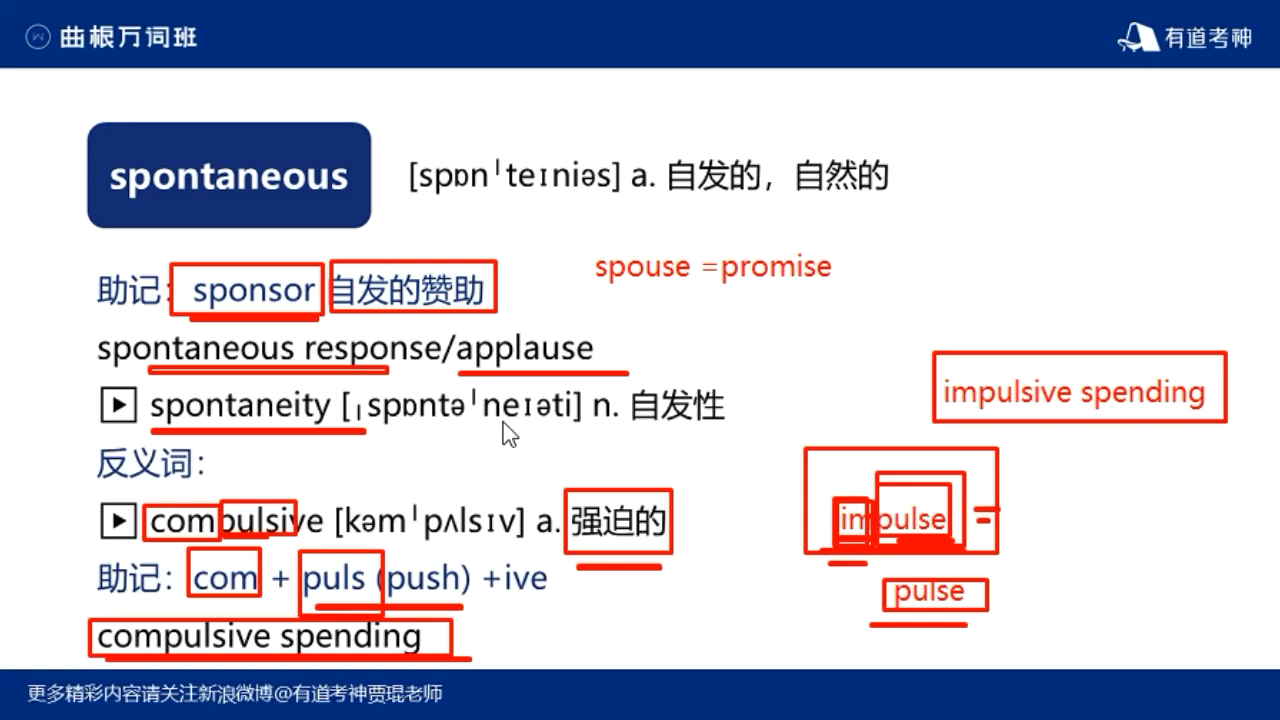 曲根万词班
有道考神
spontaneous [spɒnˈteɪniəs] a. 自发的，自然的
助记：sponsor 自发的赞助
spouse =promise
spontaneous response/applause
impulsive spending
spontaneity [ˌspɒntəˈneɪəti] n. 自发性
反义词：
compulsive [kəmˈpʌlsɪv] a. 强迫的
impulse =
助记：com + puls (push) +ive
pulse
compulsive spending
更多精彩内容请关注新浪微博@有道考神贾琨老师